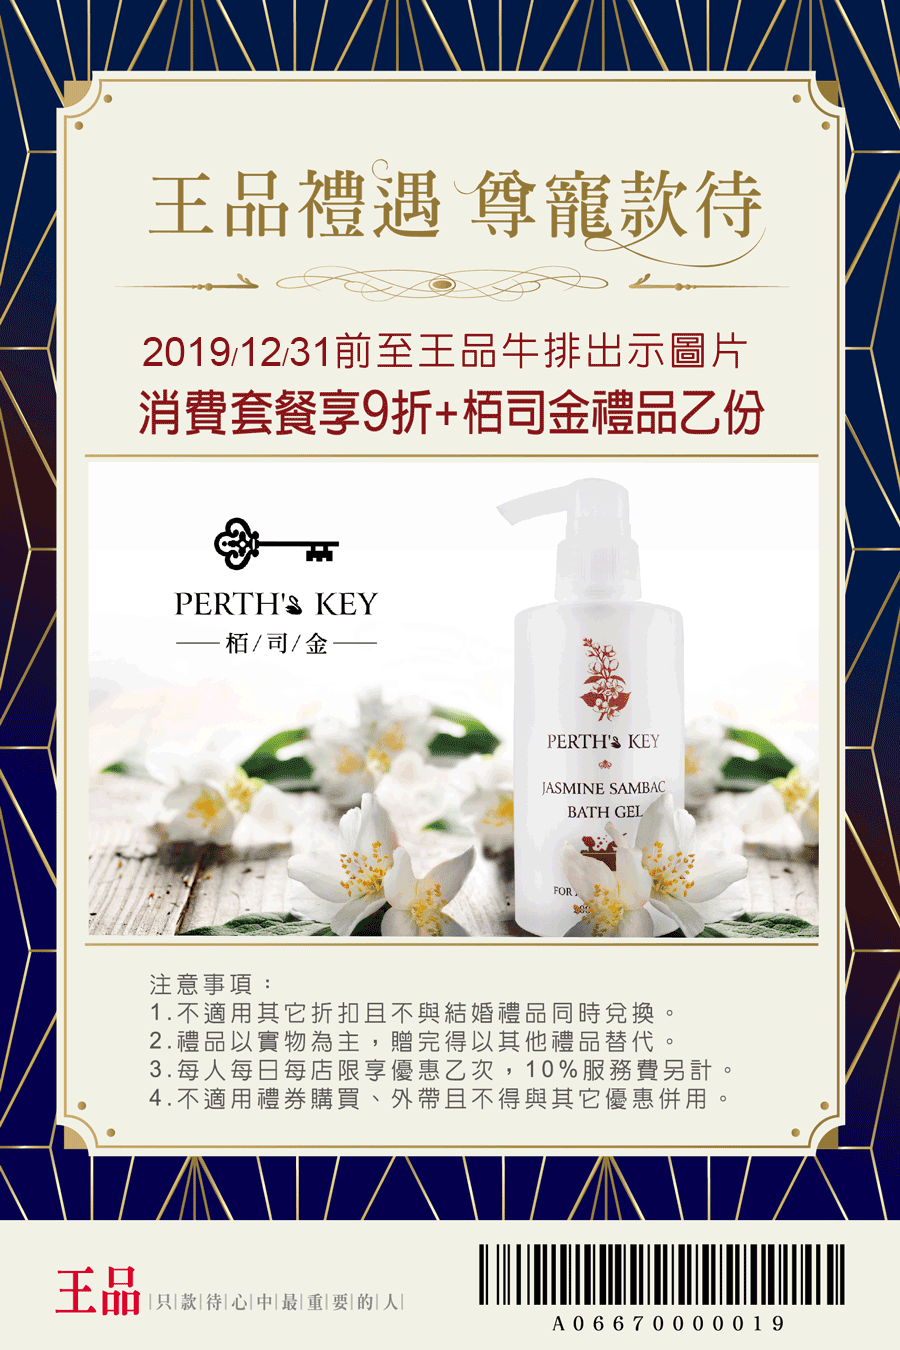 王品禮遇 尊寵款待
2019/12/31前至王品牛排出示圖片
消費套餐享9折+栢司金禮品乙份
PERTH'S KEY
栢/司/金
PERTH'S KEY
JASMINE SAMBAC
BATH GEL
FOR
注意事項：
1.不適用其它折扣且不與結婚禮品同時兌換。
2.禮品以實物為主，贈完得以其他禮品替代。
3.每人每日每店限享優惠乙次，10%服務費另計。
4.不適用禮券購買、外帶且不得與其它優惠併用。
王品 |只|款|待|心|中|最|重|要|的|人|
A06670000019